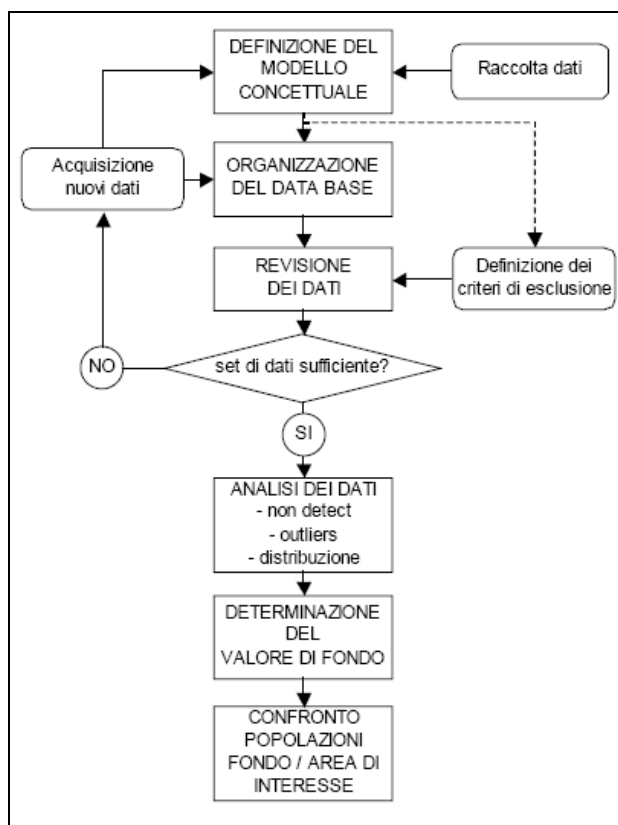 DEFINIZIONE DEL
MODELLO
CONCETTUALE
Raccolta dati
Acquisizione
nuovi dati
ORGANIZZAZIONE
DEL DATA BASE
REVISIONE
DEI DATI
Definizione dei
criteri di esclusione
NO
set di dati sufficiente?
SI
ANALISI DEI DATI
- non detect
- outliers
- distribuzione
DETERMINAZIONE
DEL
VALORE DI FONDO
CONFRONTO
POPOLAZIONI
FONDO / AREA DI
INTERESSE